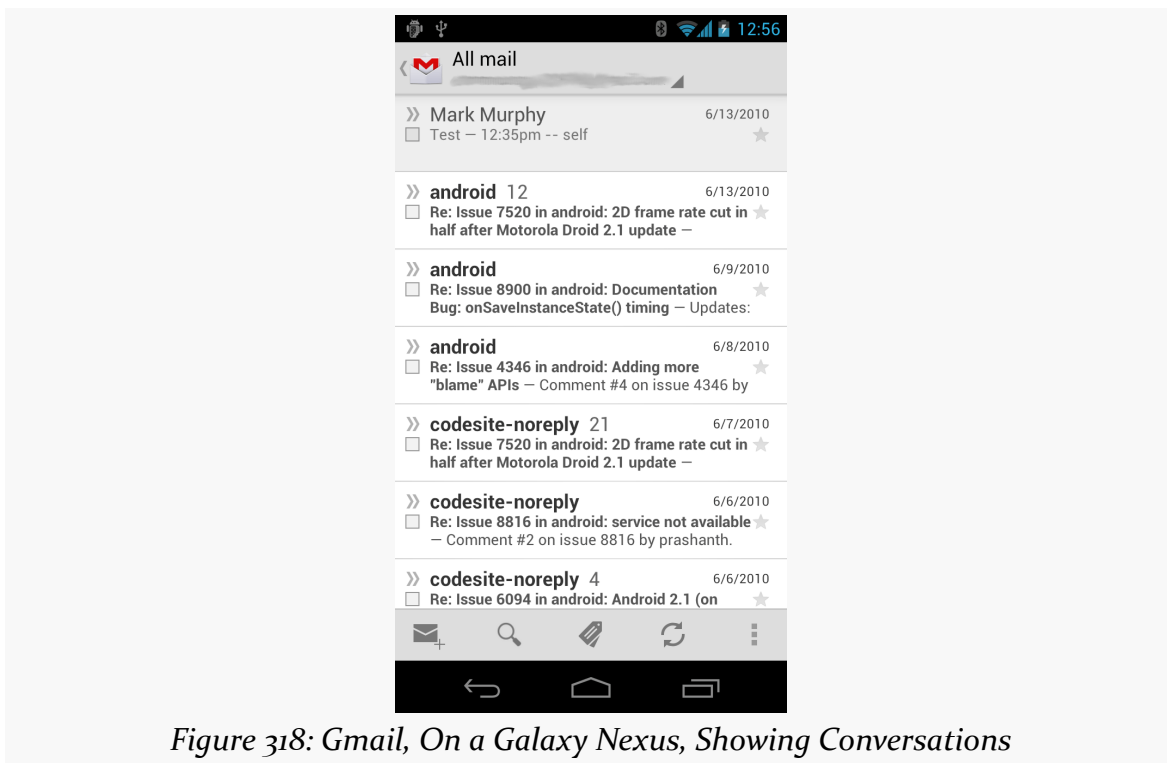 12:56
All mail
Mark Murphy 6/13/2010
Test — 12:35pm -- self
android 12 6/13/2010
Re: Issue 7520 in android: 2D frame rate cut in
half after Motorola Droid 2.1 update —
android 6/9/2010
Re: Issue 8900 in android: Documentation
Bug: onSaveInstanceState() timing — Updates:
android 6/8/2010
Re: Issue 4346 in android: Adding more
"blame" APIs — Comment #4 on issue 4346 by
codesite-noreply 21 6/7/2010
Re: Issue 7520 in android: 2D frame rate cut in
half after Motorola Droid 2.1 update —
codesite-noreply 6/6/2010
Re: Issue 8816 in android: service not available
— Comment #2 on issue 8816 by prashanth.
codesite-noreply 4 6/6/2010
Re: Issue 6094 in android: Android 2.1 (on
Figure 318: Gmail, On a Galaxy Nexus, Showing Conversations